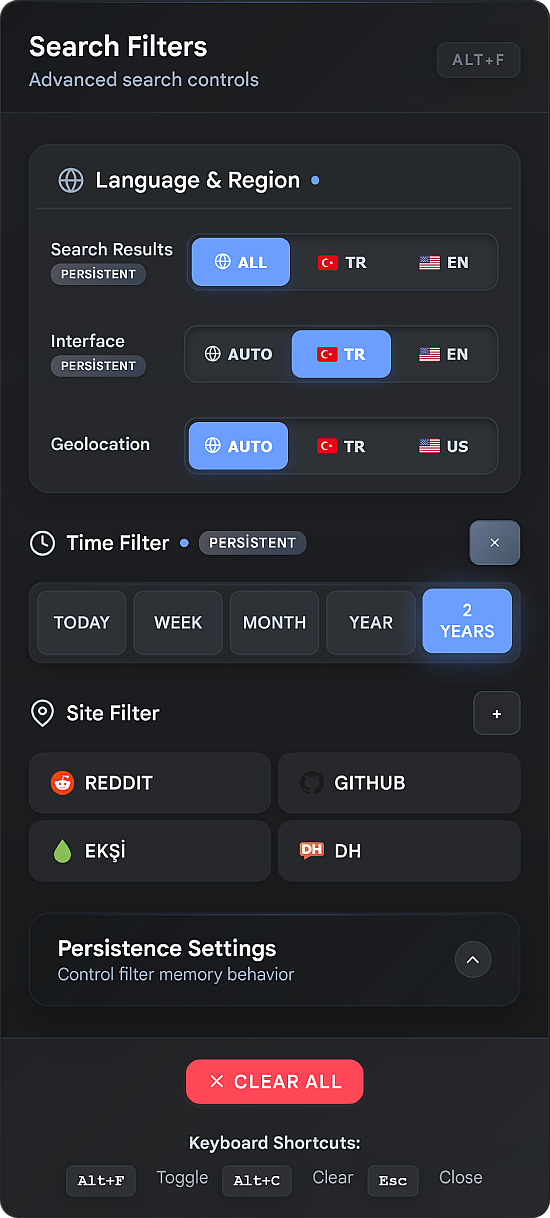 Search Filters
Advanced search controls
ALT+F
Language & Region
Search Results
PERSİSTENT
ALL
TR
EN
Interface
PERSİSTENT
AUTO
TR
EN
Geolocation
AUTO
TR
US
Time Filter
PERSİSTENT
×
TODAY
WEEK
MONTH
YEAR
2
YEARS
Site Filter
+
REDDIT
GITHUB
EKŞİ
DH
DH
Persistence Settings
Control filter memory behavior
× CLEAR ALL
Keyboard Shortcuts:
Alt+F Toggle Alt+C Clear Esc Close